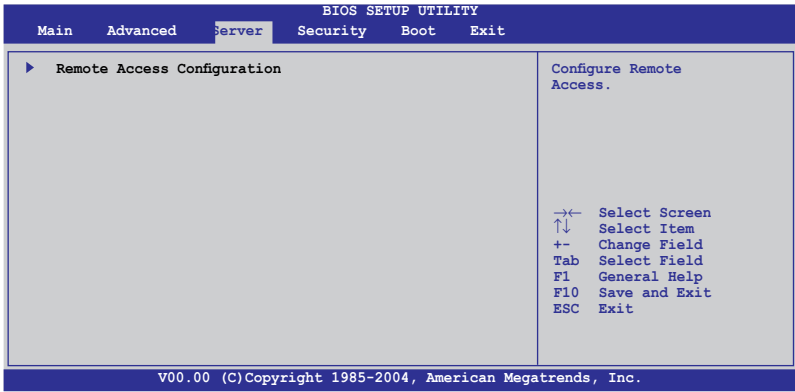 BIOS SETUP UTILITY
Main Advanced Server Security Boot Exit
Remote Access Configuration
Configure Remote
Access.
→← Select Screen
↑↓ Select Item
+- Change Field
Tab Select Field
F1 General Help
F10 Save and Exit
ESC Exit
V00.00 (C)Copyright 1985-2004, American Megatrends, Inc.